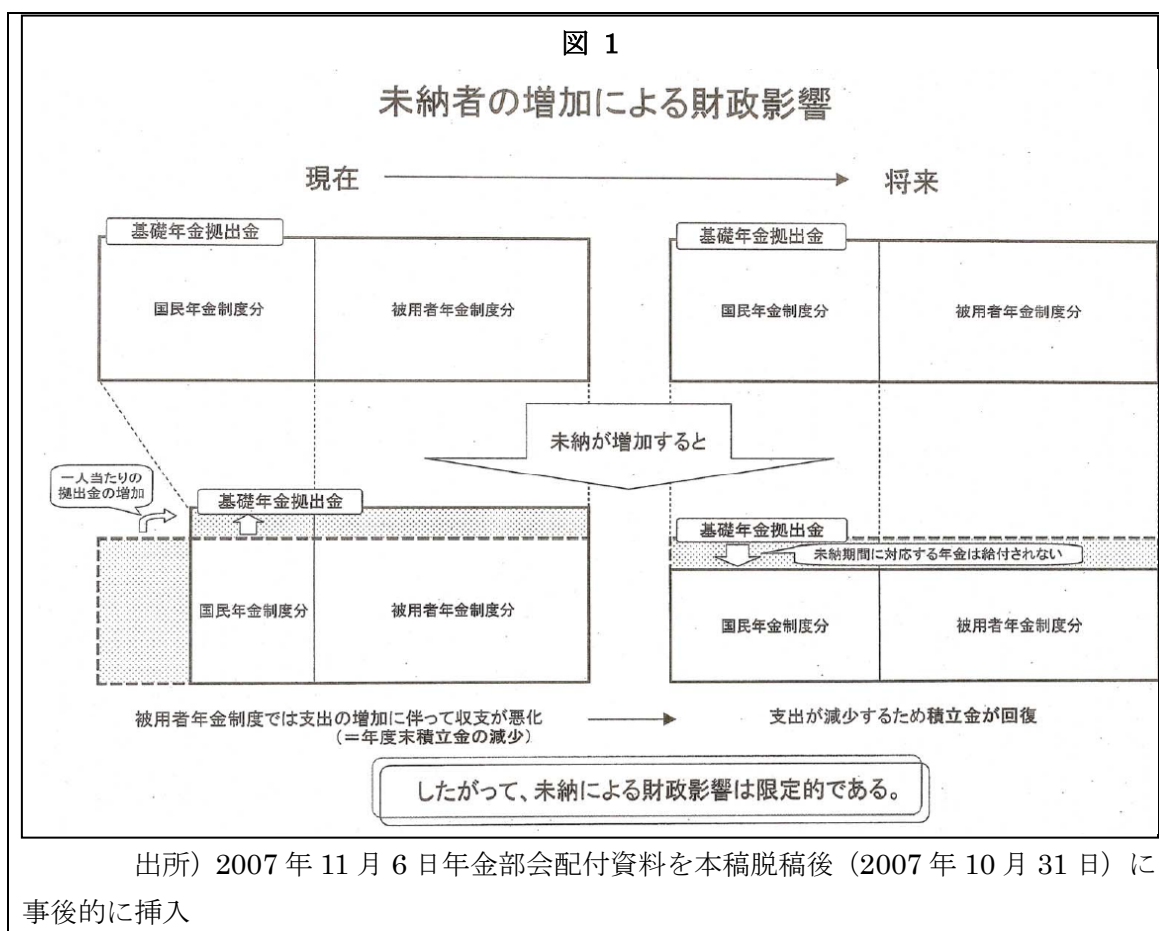 図 1
未納者の増加による財政影響
現在
将来
基礎年金拠出金
基礎年金拠出金
国民年金制度分
被用者年金制度分
国民年金制度分
被用者年金制度分
未納が増加すると
一人当たりの
拠出金の増加
基礎年金拠出金
基礎年金拠出金
未納期間に対応する年金は給付されない
国民年金制度分
被用者年金制度分
国民年金制度分
被用者年金制度分
被用者年金制度では支出の増加に伴って収支が悪化
(=年度末積立金の減少)
支出が減少するため積立金が回復
したがって、未納による財政影響は限定的である。
出所）2007 年 11 月 6 日年金部会配付資料を本稿脱稿後（2007 年 10 月 31 日）に
事後的に挿入